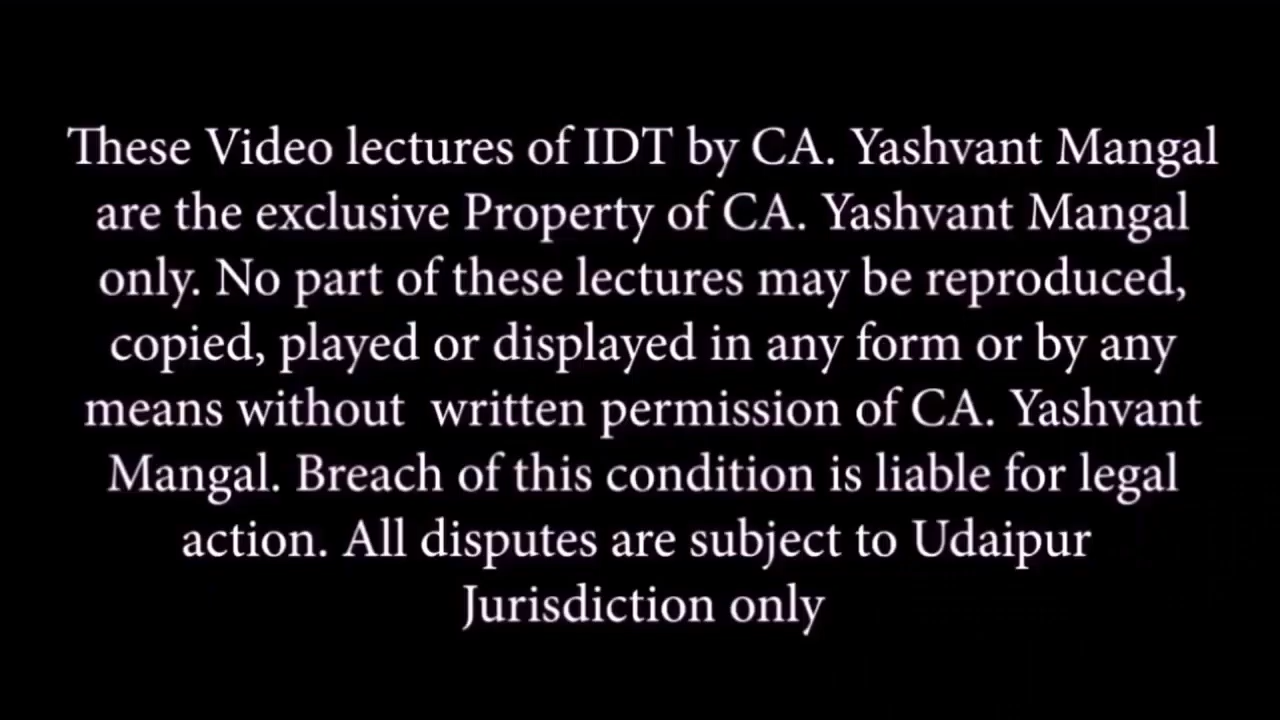 These Video lectures of IDT by CA. Yashvant Mangal
are the exclusive Property of CA. Yashvant Mangal
only. No part of these lectures may be reproduced,
copied, played or displayed in any form or by any
means without  written permission of CA. Yashvant
Mangal. Breach of this condition is liable for legal
action. All disputes are subject to Udaipur
Jurisdiction only